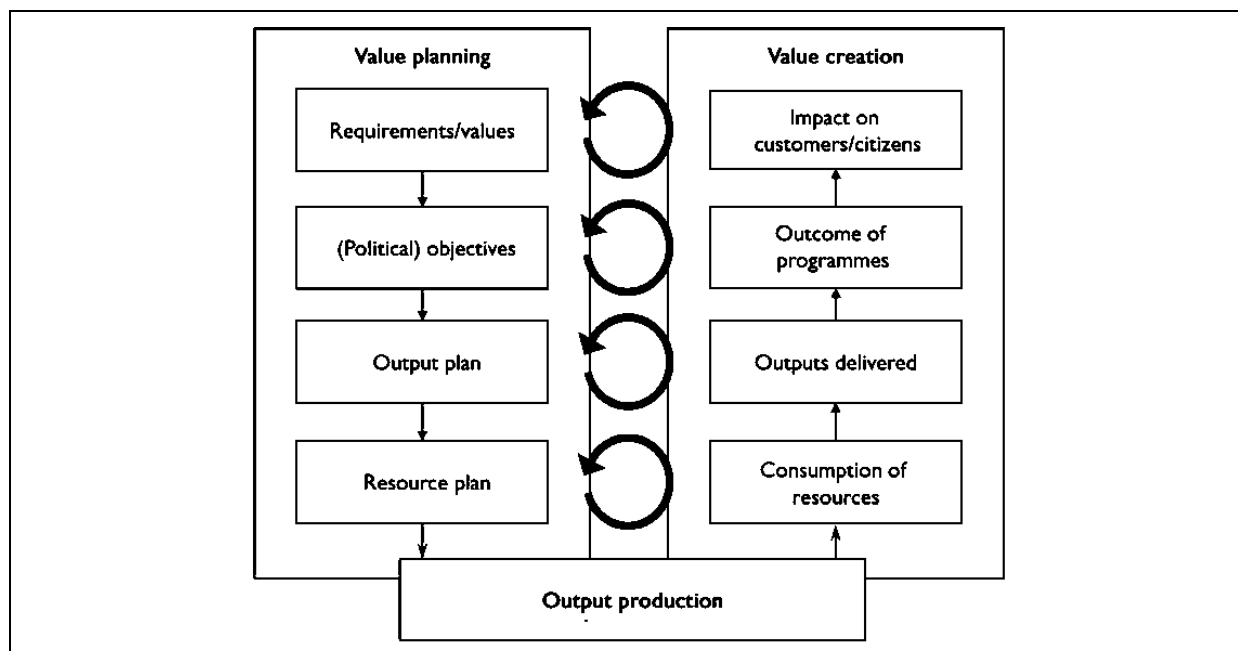 Value planning
Requirements/values
(Political) objectives
Output plan
Resource plan
Value creation
Impact on
customers/citizens
Outcome of
programmes
Outputs delivered
Consumption of
resources
Output production